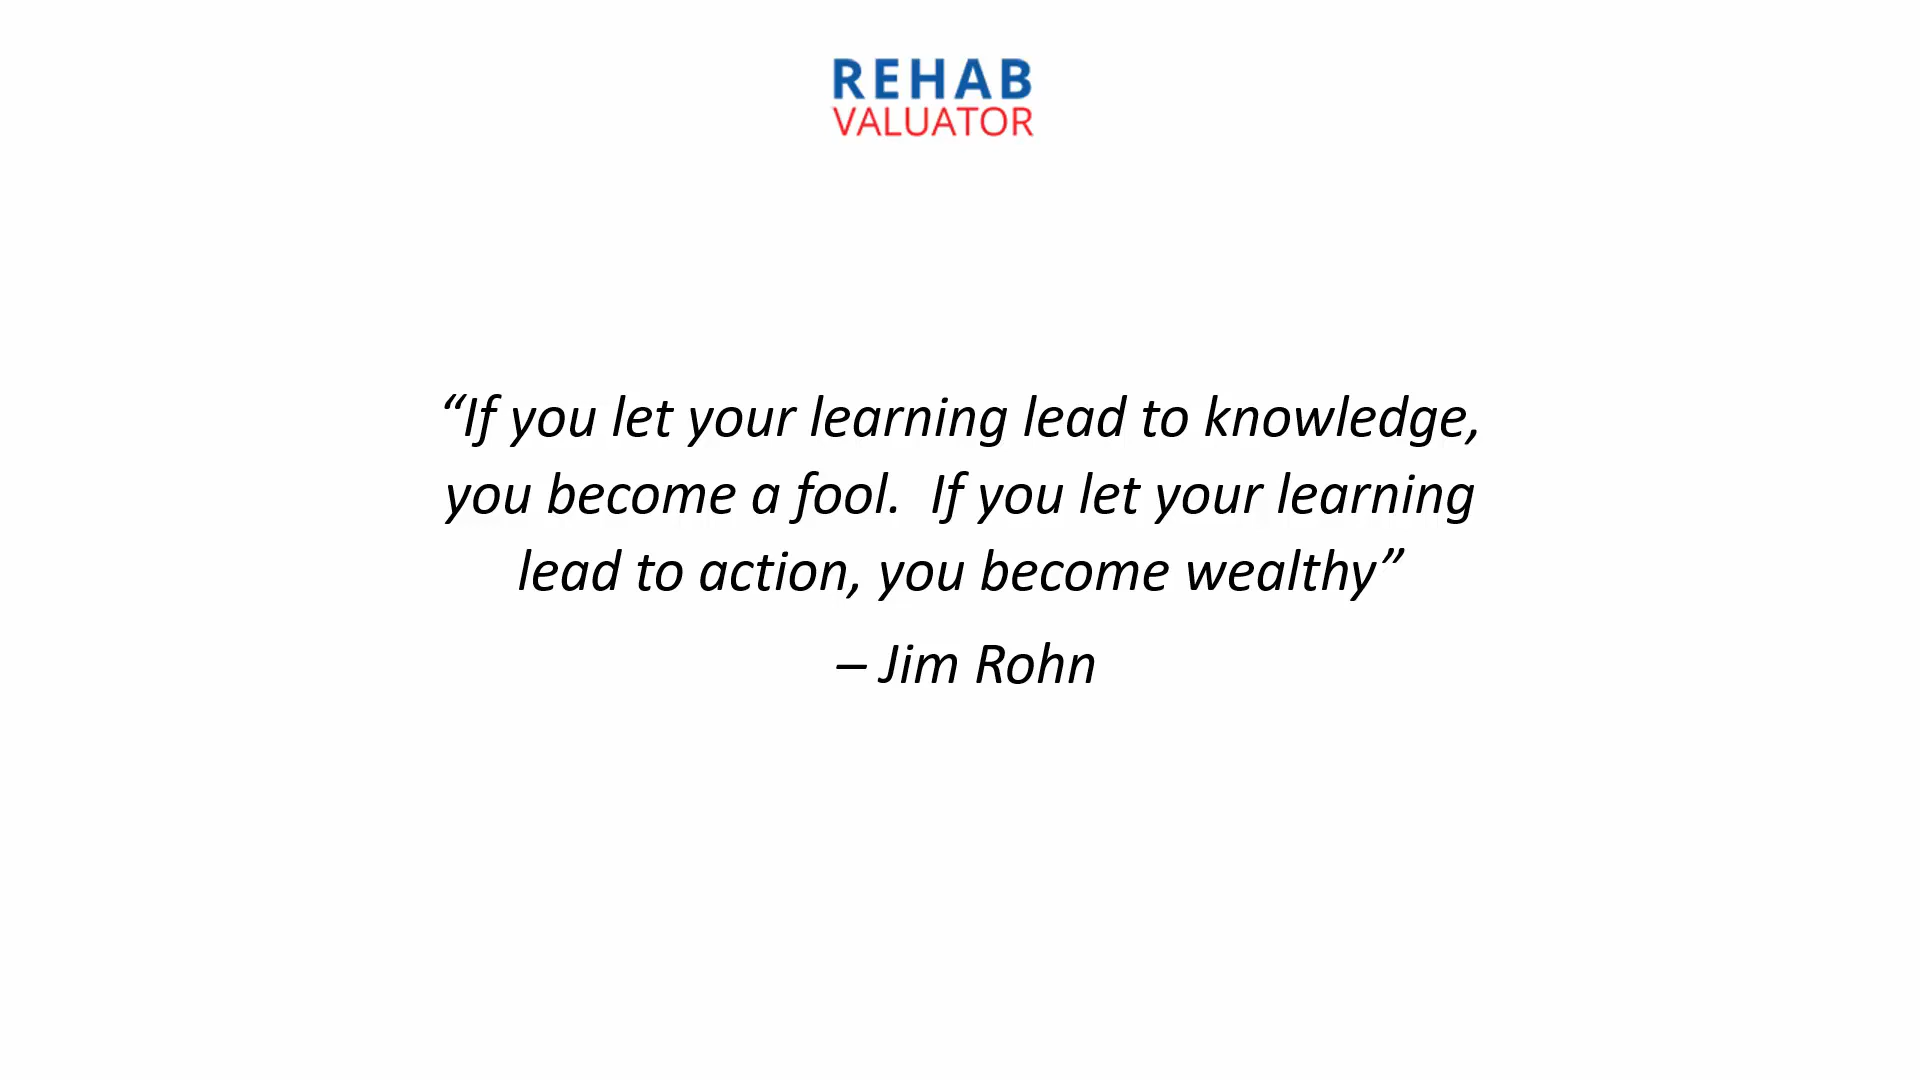 REHAB
VALUATOR
“If you let your learning lead to knowledge,
you become a fool.  If you let your learning
lead to action, you become wealthy”
– Jim Rohn